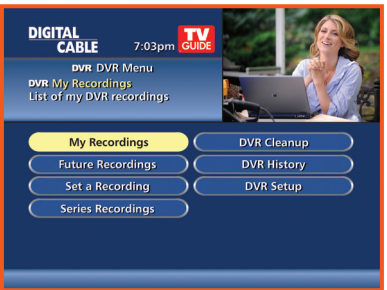 DIGITAL
CABLE
7:03pm
TV
GUIDE
DVR DVR Menu
DVR My Recordings
List of my DVR recordings
My Recordings
Future Recordings
Set a Recording
Series Recordings
DVR Cleanup
DVR History
DVR Setup